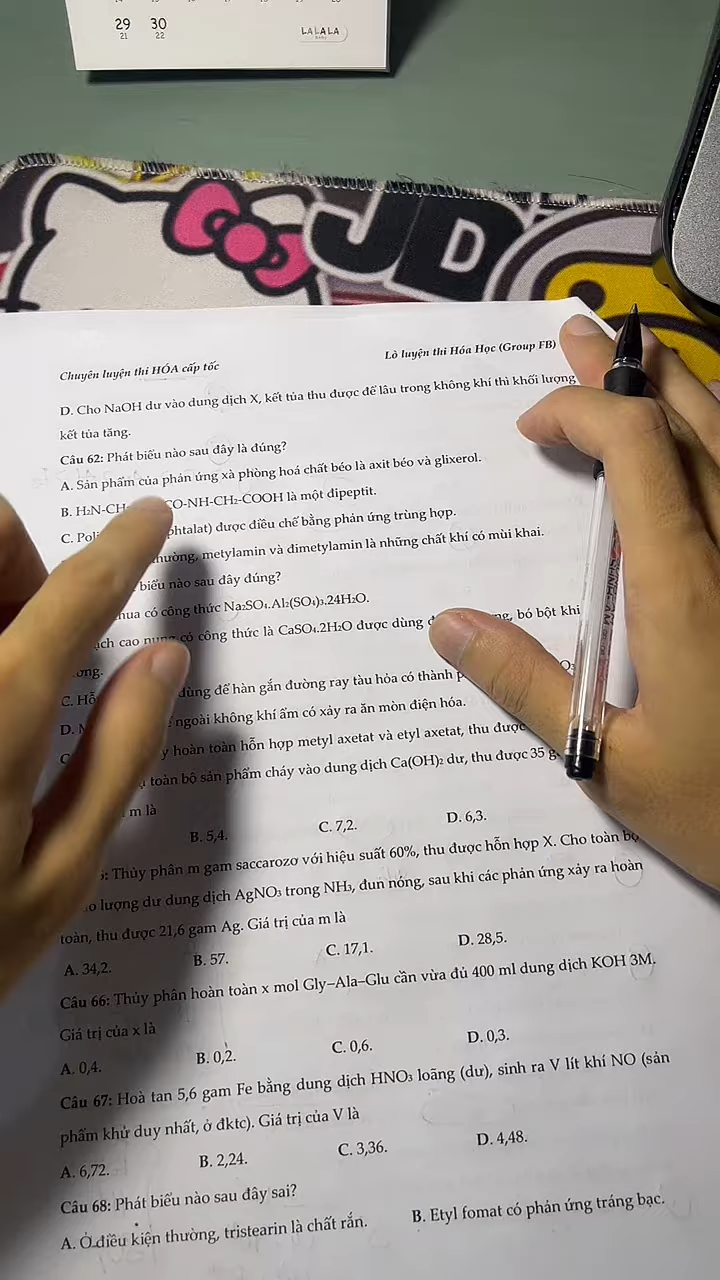 29 30
21 22
LALALA
Chuyên luyện thi HÓA cấp tốc
Lò luyện thi Hóa Học (Group FB)
JD
D. Cho NaOH dư vào dung dịch X, kết tủa thu được để lâu trong không khí thì khối lượng
kết tủa tăng.
Câu 62: Phát biểu nào sau đây là đúng?
A. Sản phẩm của phản ứng xà phòng hoá chất béo là axit béo và glixerol.
B. H₂N-CH CO-NH-CH₂-COOH là một đipeptit.
C. Pol phtalat) được điều chế bằng phản ứng trùng hợp.
thường, metylamin và đimetylamin là những chất khí có mùi khai.
biểu nào sau đây đúng?
chua có công thức Na₂SO₄.Al₂(SO₄)₃.24H₂O.
ạch cao nung có công thức là CaSO₄.2H₂O được dùng bó bột khi
ơng.
C. Hỗ dùng để hàn gắn đường ray tàu hỏa có thành p
D. ngoài không khí ẩm có xảy ra ăn mòn điện hóa.
hoàn toàn hỗn hợp metyl axetat và etyl axetat, thu được
toàn bộ sản phẩm cháy vào dung dịch Ca(OH)₂ dư, thu được 35 g
m là
B. 5,4. C. 7,2. D. 6,3.
: Thủy phân m gam saccarozơ với hiệu suất 60%, thu được hỗn hợp X. Cho toàn bộ
o lượng dư dung dịch AgNO₃ trong NH₃, đun nóng, sau khi các phản ứng xảy ra hoàn
toàn, thu được 21,6 gam Ag. Giá trị của m là
A. 34,2. B. 57. C. 17,1. D. 28,5.
Câu 66: Thủy phân hoàn toàn x mol Gly–Ala–Glu cần vừa đủ 400 ml dung dịch KOH 3M.
Giá trị của x là
A. 0,4. B. 0,2. C. 0,6. D. 0,3.
Câu 67: Hoà tan 5,6 gam Fe bằng dung dịch HNO₃ loãng (dư), sinh ra V lít khí NO (sản
phẩm khử duy nhất, ở đktc). Giá trị của V là
A. 6,72. B. 2,24. C. 3,36. D. 4,48.
Câu 68: Phát biểu nào sau đây sai?
A. Ở điều kiện thường, tristearin là chất rắn. B. Etyl fomat có phản ứng tráng bạc.